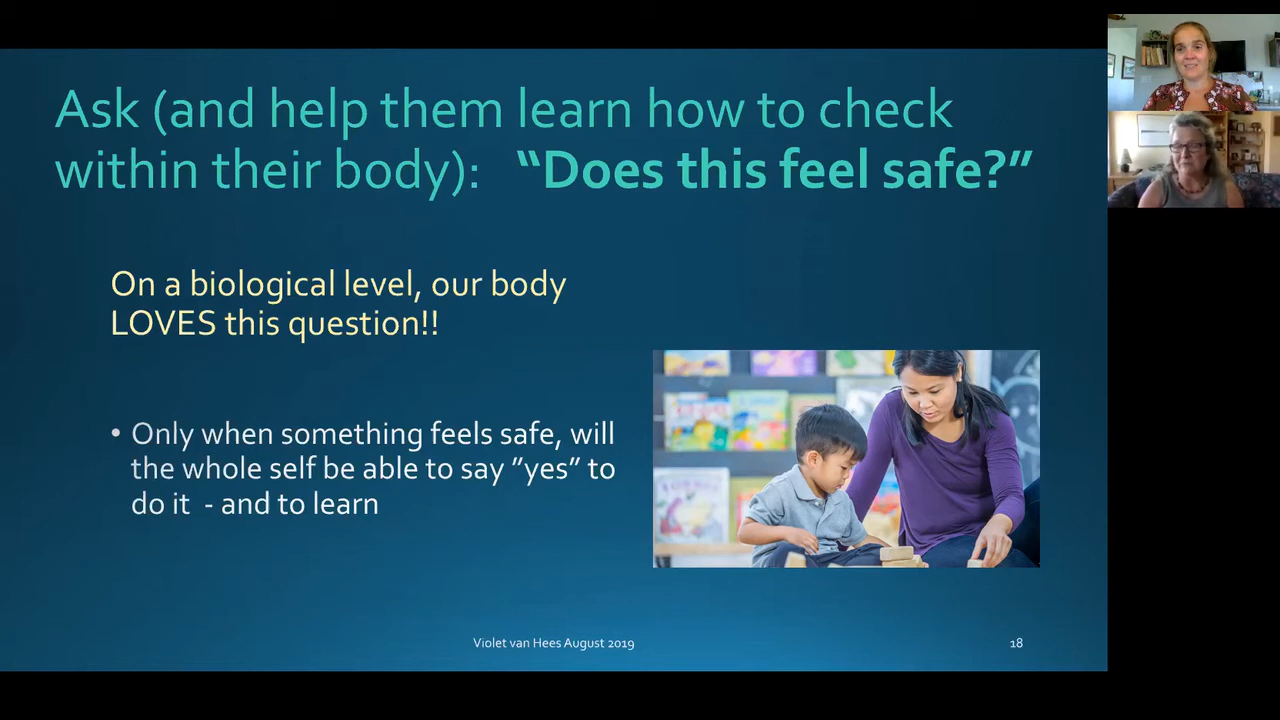 Ask (and help them learn how to check
within their body): “Does this feel safe?”
On a biological level, our body
LOVES this question!!
• Only when something feels safe, will
the whole self be able to say ”yes” to
do it - and to learn
Violet van Hees August 2019
18